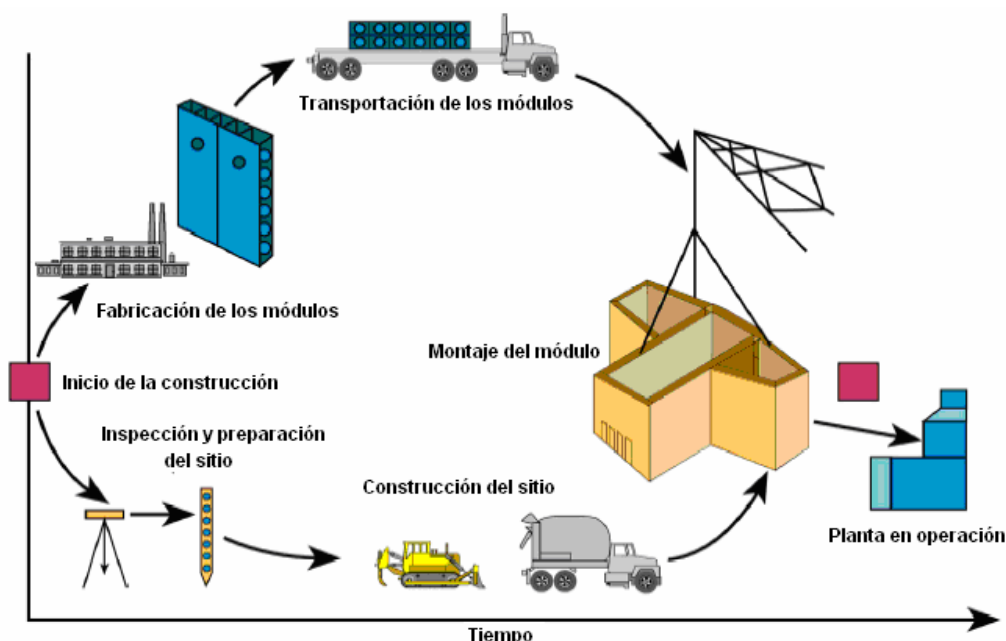 Transportación de los módulos
Fabricación de los módulos
Montaje del módulo
Inicio de la construcción
Inspección y preparación
del sitio
Construcción del sitio
Planta en operación
Tiempo